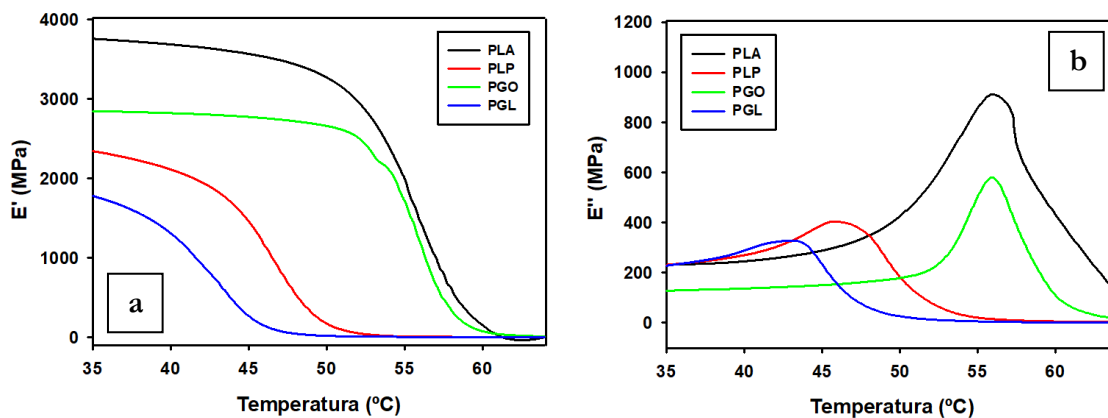 4000
3000
2000
1000
0
E' (MPa)
35 40 45 50 55 60
Temperatura (ºC)
PLA
PLP
PGO
PGL
a
1200
1000
800
600
400
200
0
E'' (MPa)
35 40 45 50 55 60
Temperatura (ºC)
PLA
PLP
PGO
PGL
b